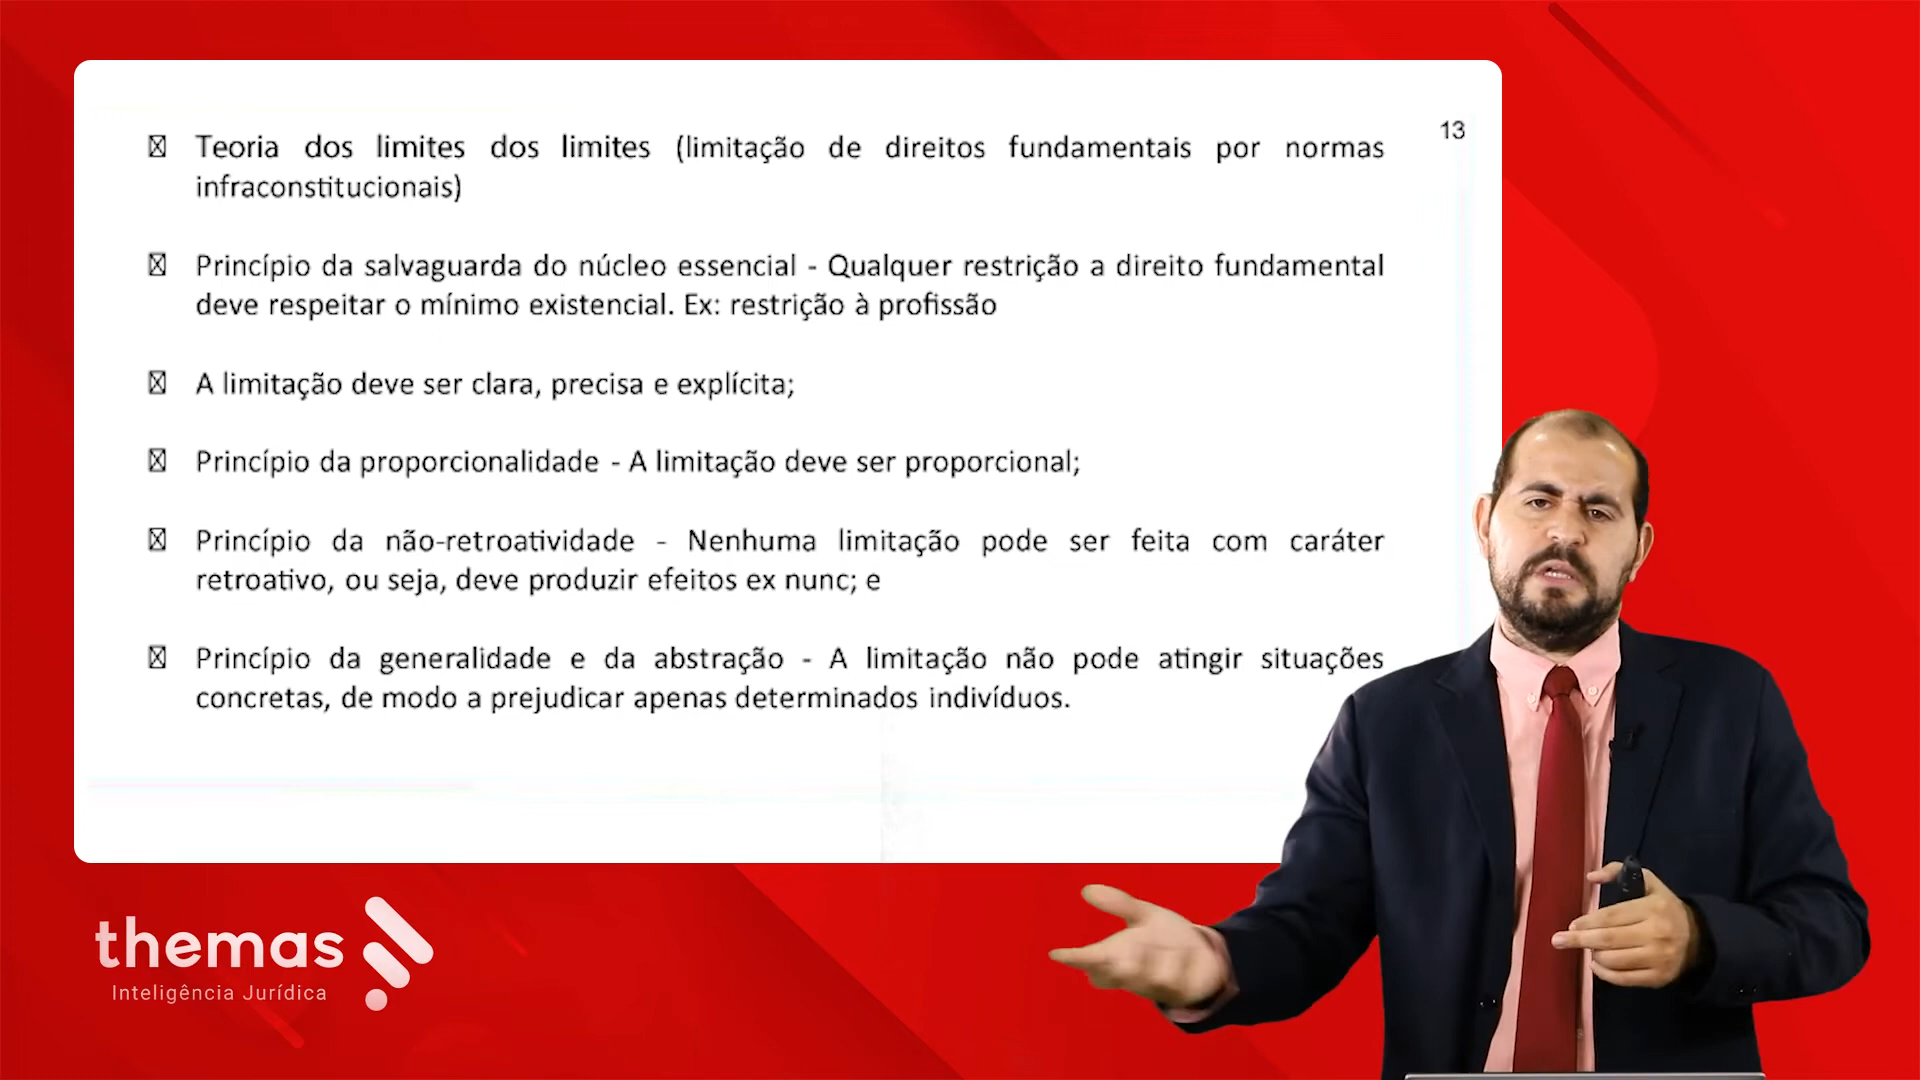 13
Teoria dos limites dos limites (limitação de direitos fundamentais por normas
infraconstitucionais)
Princípio da salvaguarda do núcleo essencial - Qualquer restrição a direito fundamental
deve respeitar o mínimo existencial. Ex: restrição à profissão
A limitação deve ser clara, precisa e explícita;
Princípio da proporcionalidade - A limitação deve ser proporcional;
Princípio da não-retroatividade - Nenhuma limitação pode ser feita com caráter
retroativo, ou seja, deve produzir efeitos ex nunc; e
Princípio da generalidade e da abstração - A limitação não pode atingir situações
concretas, de modo a prejudicar apenas determinados indivíduos.
themas
Inteligência Jurídica